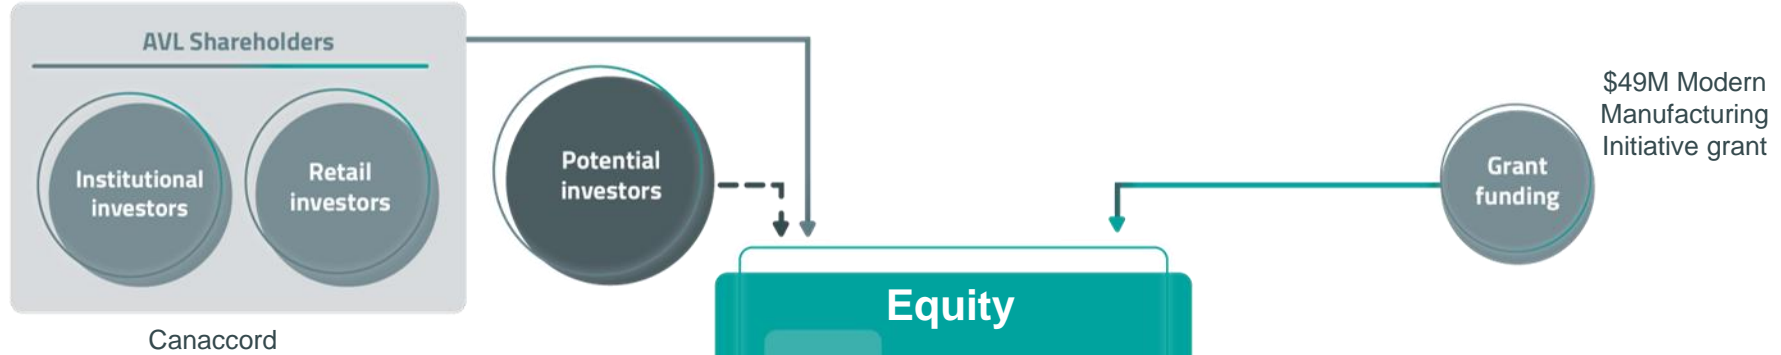 AVL Shareholders
Institutional
investors
Retail
investors
Canaccord
Potential
investors
Equity
Grant
funding
$49M Modern
Manufacturing
Initiative grant